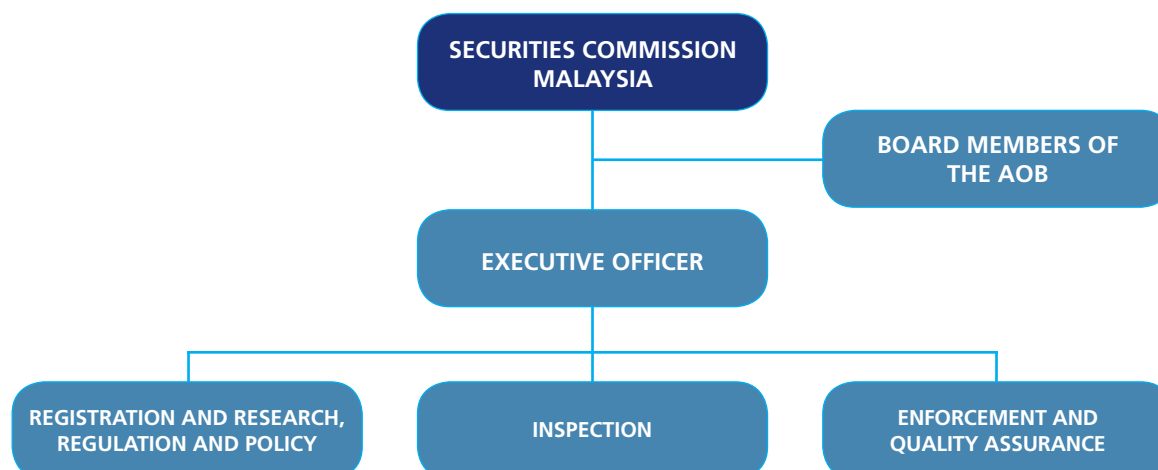 SECURITIES COMMISSION
MALAYSIA
BOARD MEMBERS OF
THE AOB
EXECUTIVE OFFICER
REGISTRATION AND RESEARCH,
REGULATION AND POLICY
INSPECTION
ENFORCEMENT AND
QUALITY ASSURANCE